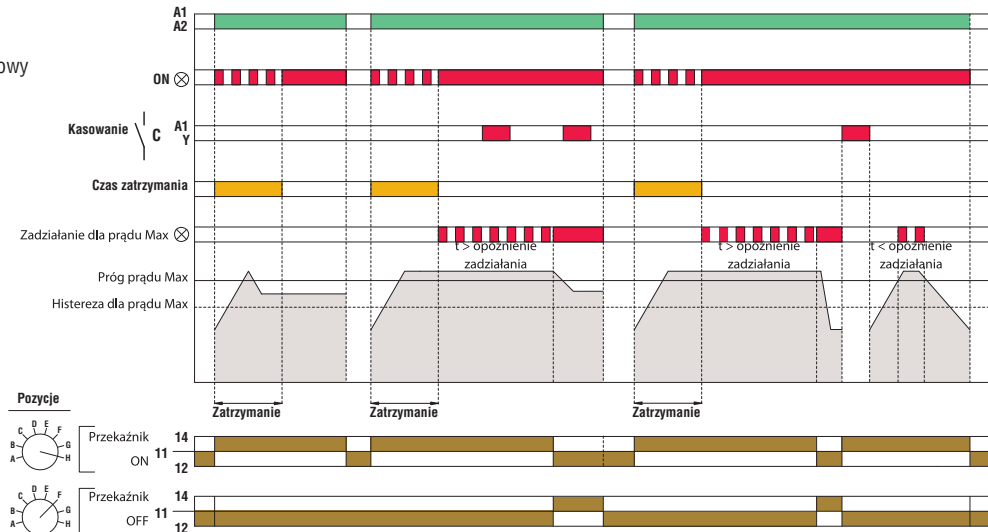 A1
A2
owy
ON
Kasowanie C A1
Y
Czas zatrzymania
Zadziałanie dla prądu Max
t > opóźnienie zadziałania
t > opóźnienie zadziałania
t < opóźnienie zadziałania
Próg prądu Max
Histereza dla prądu Max
Zatrzymanie
Zatrzymanie
Zatrzymanie
Pozycje
A B C D E F G H
Przekaźnik ON
14
11
12
A B C D E F G H
Przekaźnik OFF
14
11
12